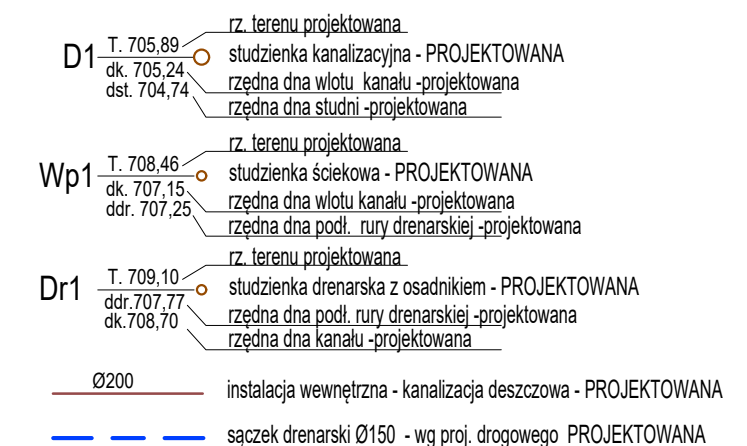 rz. terenu projektowana
D1 T. 705,89 studzienka kanalizacyjna - PROJEKTOWANA
dk. 705,24 rzędna dna wlotu kanału -projektowana
dst. 704,74 rzędna dna studni -projektowana
rz. terenu projektowana
Wp1 T. 708,46 studzienka ściekowa - PROJEKTOWANA
dk. 707,15 rzędna dna wlotu kanału -projektowana
ddr. 707,25 rzędna dna podł. rury drenarskiej -projektowana
rz. terenu projektowana
Dr1 T. 709,10 studzienka drenarska z osadnikiem - PROJEKTOWANA
ddr.707,77 rzędna dna podł. rury drenarskiej -projektowana
dk.708,70 rzędna dna kanału -projektowana
Ø200 instalacja wewnętrzna - kanalizacja deszczowa - PROJEKTOWANA
sączek drenarski Ø150 - wg proj. drogowego PROJEKTOWANA